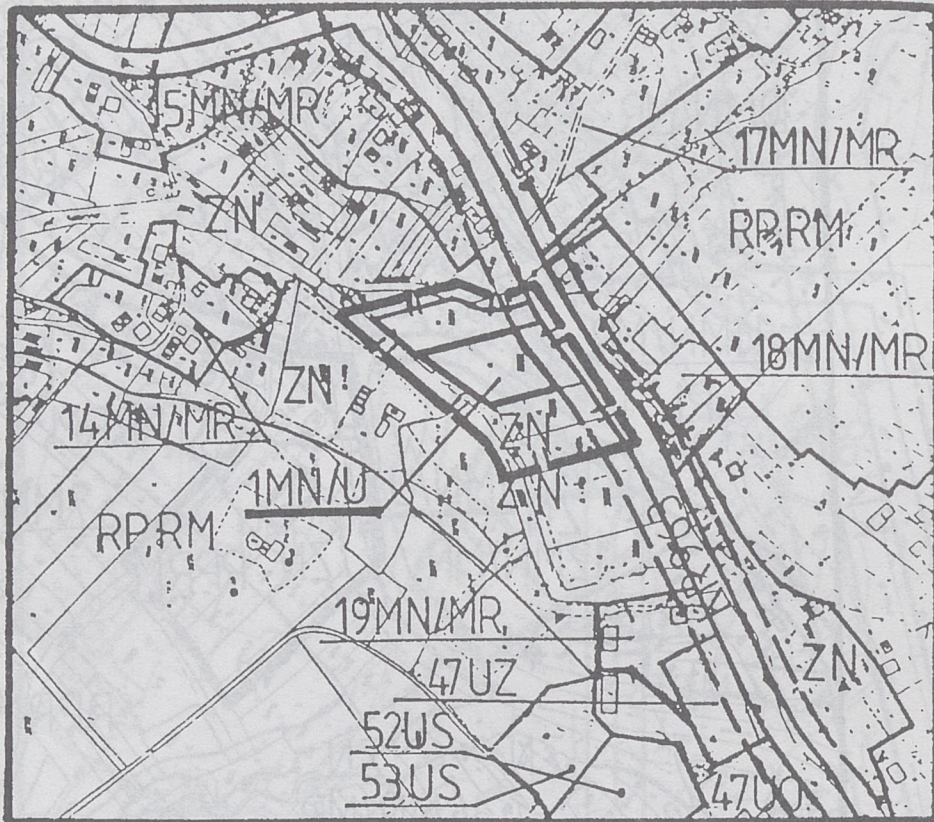 15MN/MR
17MN/MR
ZN
RP,RM
18MN/MR
ZN
14MN/MR
ZN
1MN/U
ZN
RP,RM
19MN/MR
ZN
47UZ
52US
53US
47UO